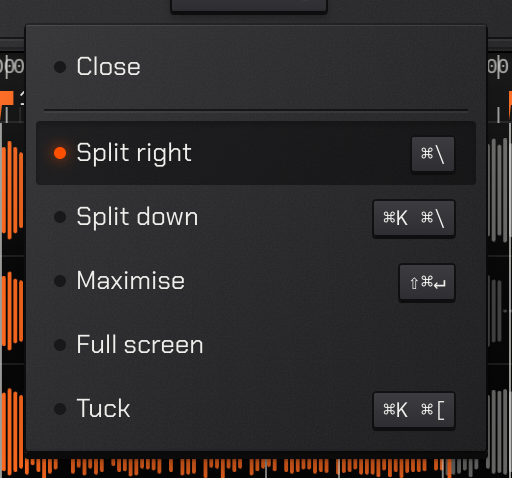 Close
Split right ⌘\
Split down ⌘K ⌘\
Maximise ⇧⌘↵
Full screen
Tuck ⌘K ⌘[